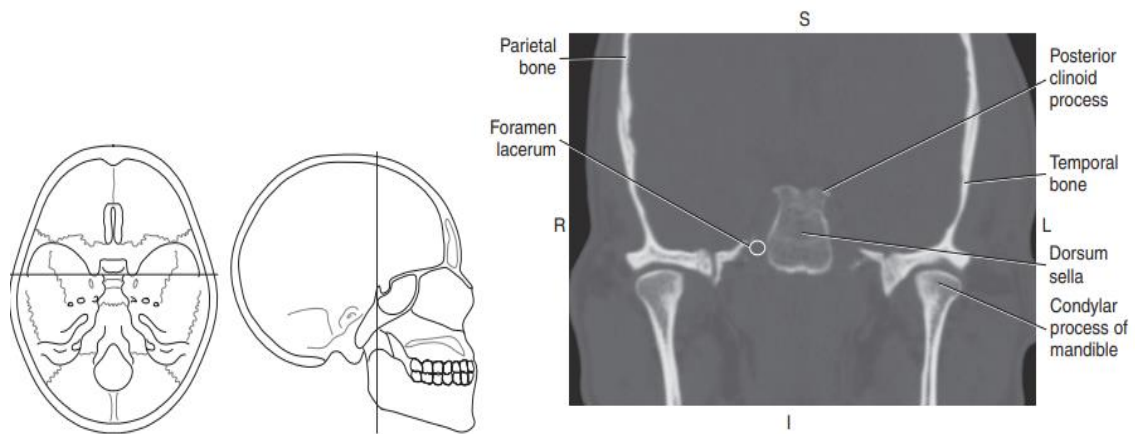 S
Parietal
bone
Posterior
clinoid
process
Foramen
lacerum
Temporal
bone
R
L
Dorsum
sella
Condylar
process of
mandible
I